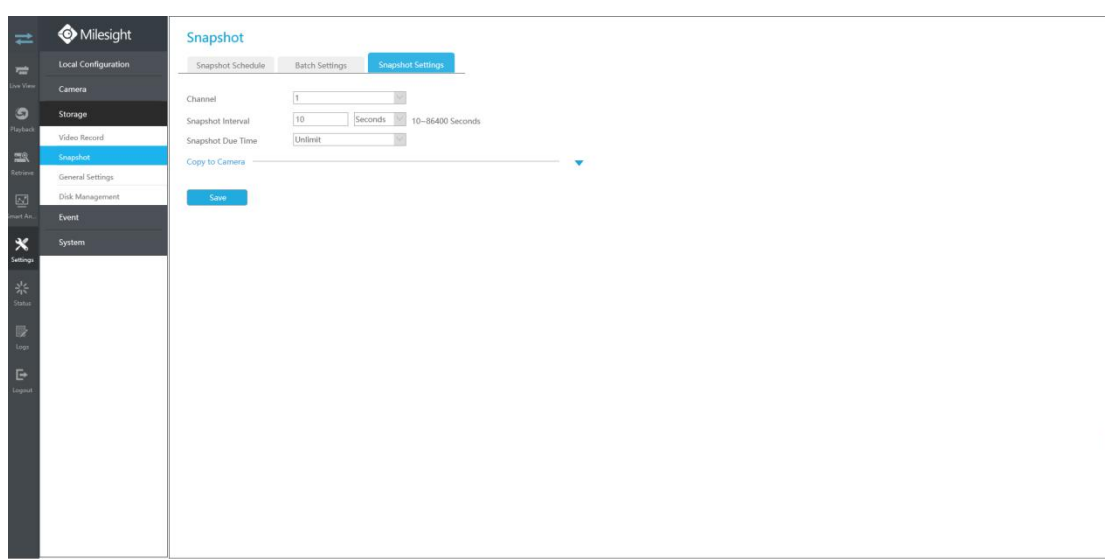 Milesight
Local Configuration
Camera
Storage
Video Record
Snapshot
General Settings
Disk Management
Event
System
Live View
Playback
Retrieve
Smart An...
Settings
Status
Logs
Logout
Snapshot
Snapshot Schedule Batch Settings Snapshot Settings
Channel 1
Snapshot Interval 10 Seconds 10~86400 Seconds
Snapshot Due Time Unlimit
Copy to Camera
Save